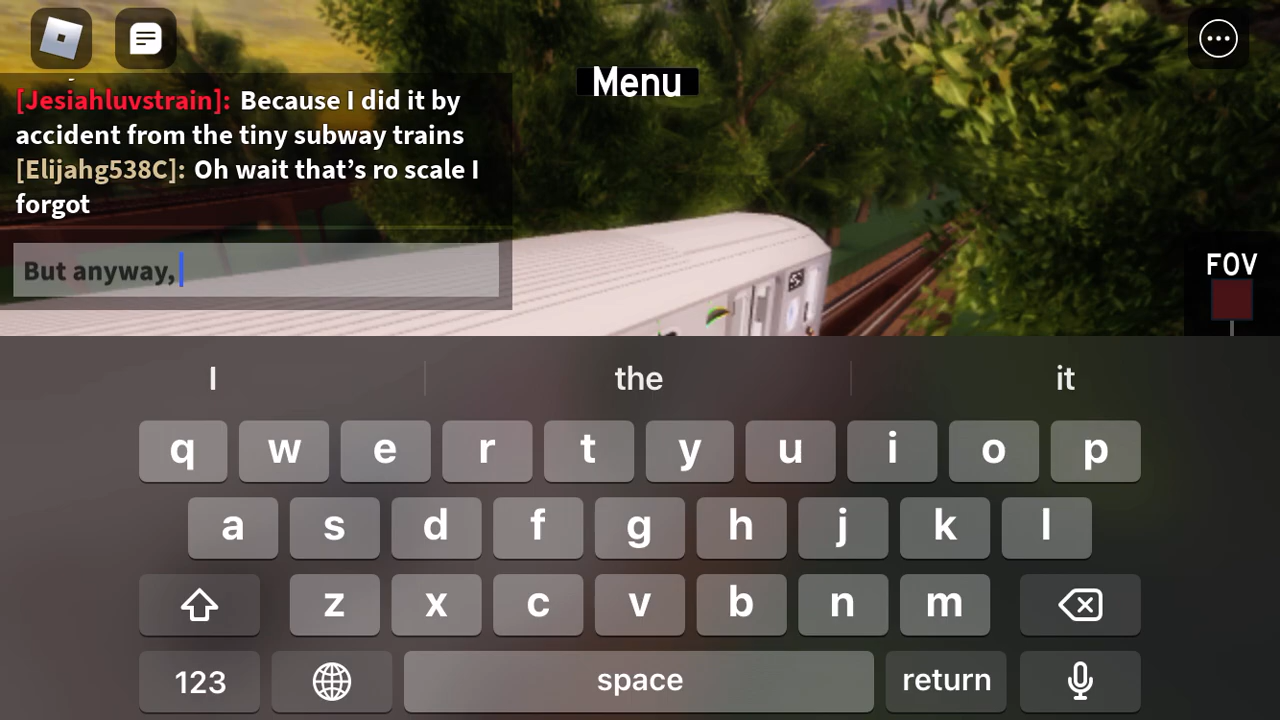 Menu
[Jesiahluvstrain]: Because I did it by
accident from the tiny subway trains
[Elijahg538C]: Oh wait that’s ro scale I
forgot
But anyway,
FOV
I the it
q w e r t y u i o p
a s d f g h j k l
z x c v b n m
123 space return